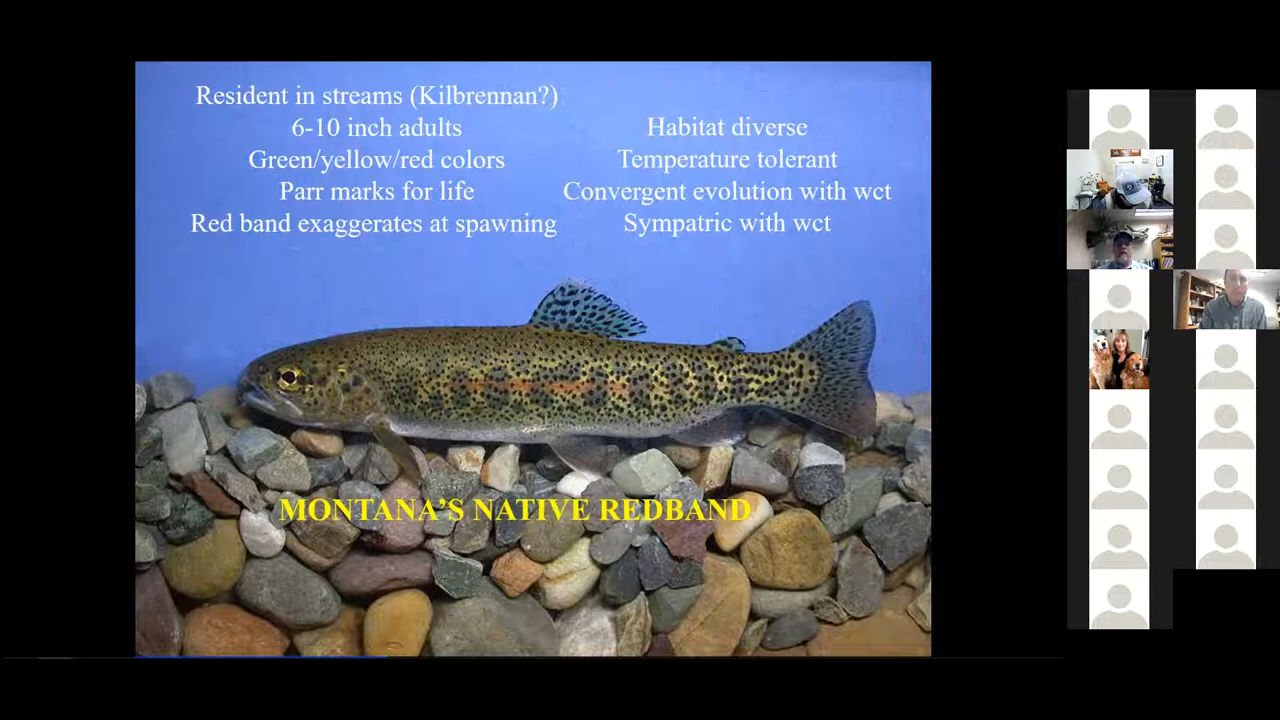 Resident in streams (Kilbrennan?)
6-10 inch adults
Green/yellow/red colors
Parr marks for life
Red band exaggerates at spawning
Habitat diverse
Temperature tolerant
Convergent evolution with wct
Sympatric with wct
MONTANA'S NATIVE REDBAND